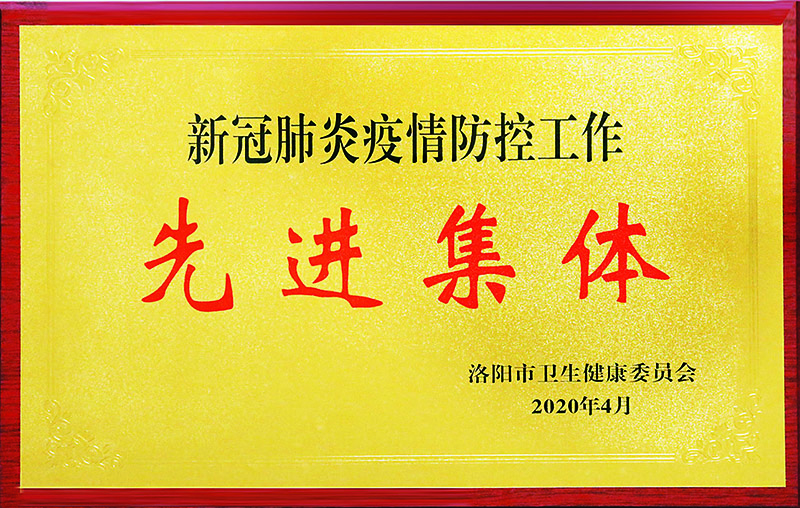 新冠肺炎疫情防控工作
先进集体
洛阳市卫生健康委员会
2020年4月